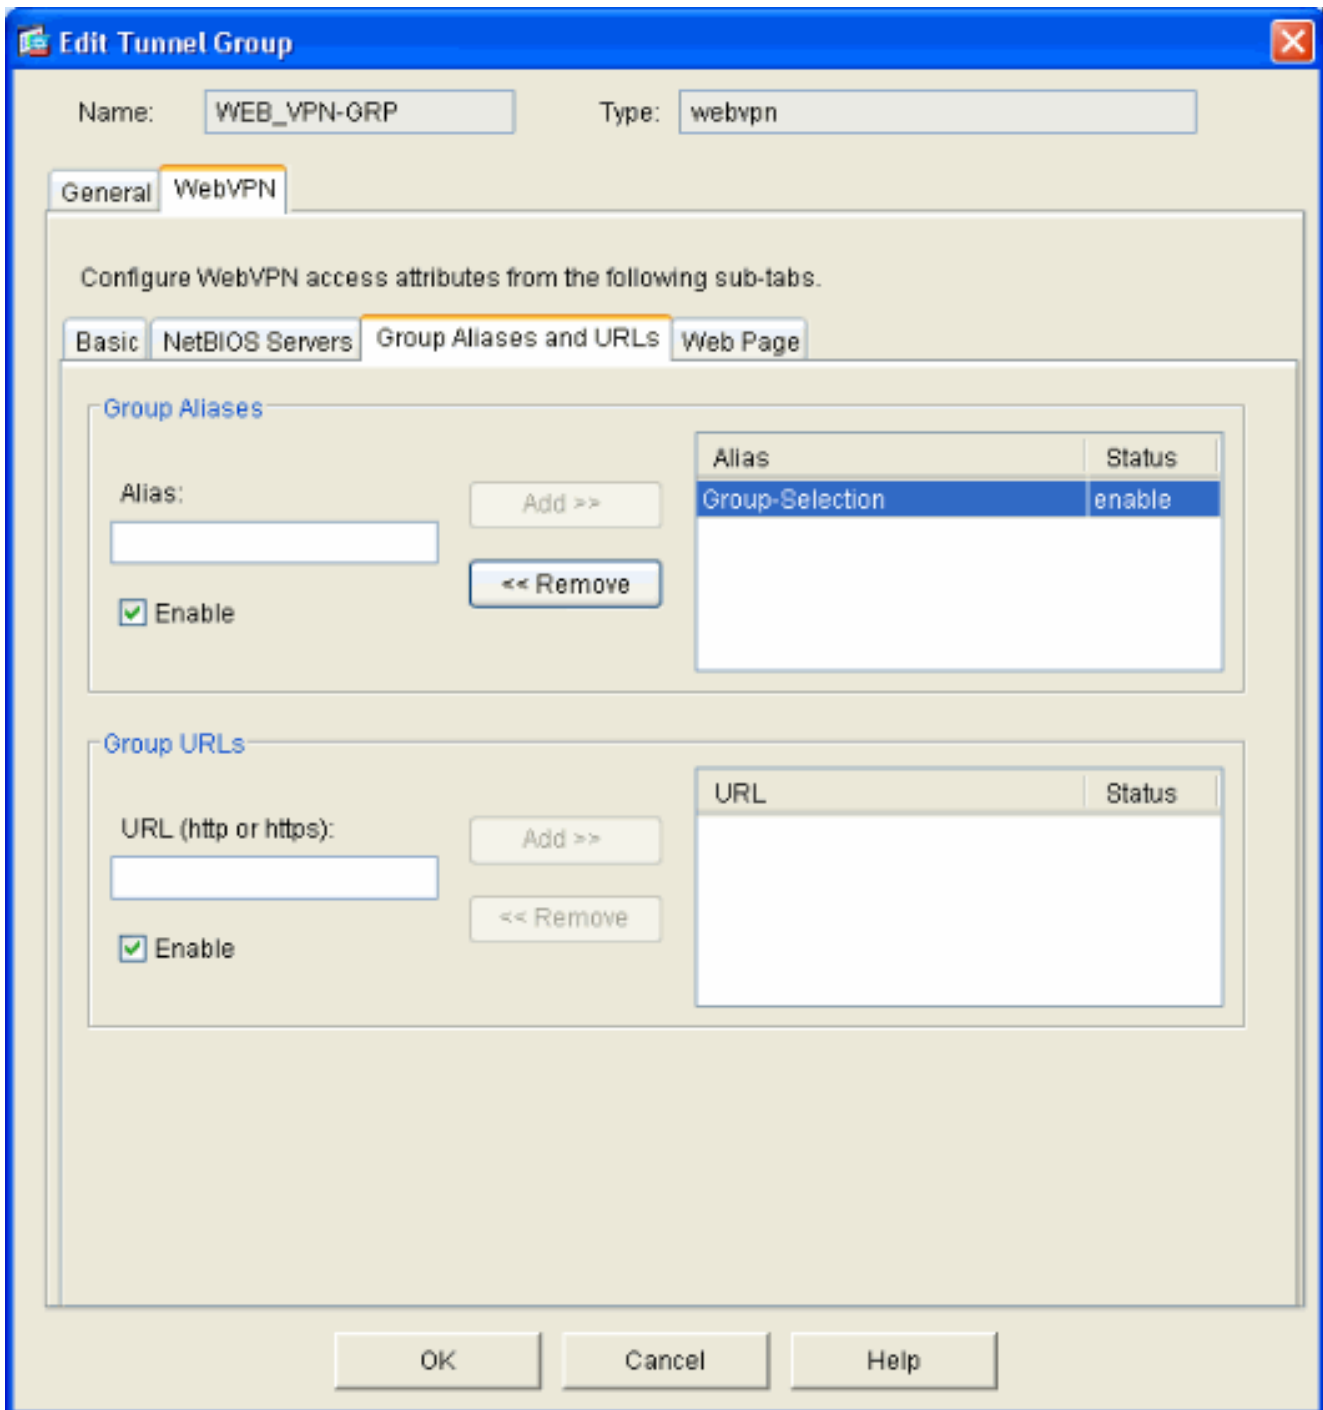 Edit Tunnel Group
Name: WEB_VPN-GRP Type: webvpn
General WebVPN
Configure WebVPN access attributes from the following sub-tabs.
Basic NetBIOS Servers Group Aliases and URLs Web Page
Group Aliases
Alias Status
Alias:
Add >>
Group-Selection enable
<< Remove
Enable
Group URLs
URL Status
URL (http or https):
Add >>
<< Remove
Enable
OK Cancel Help